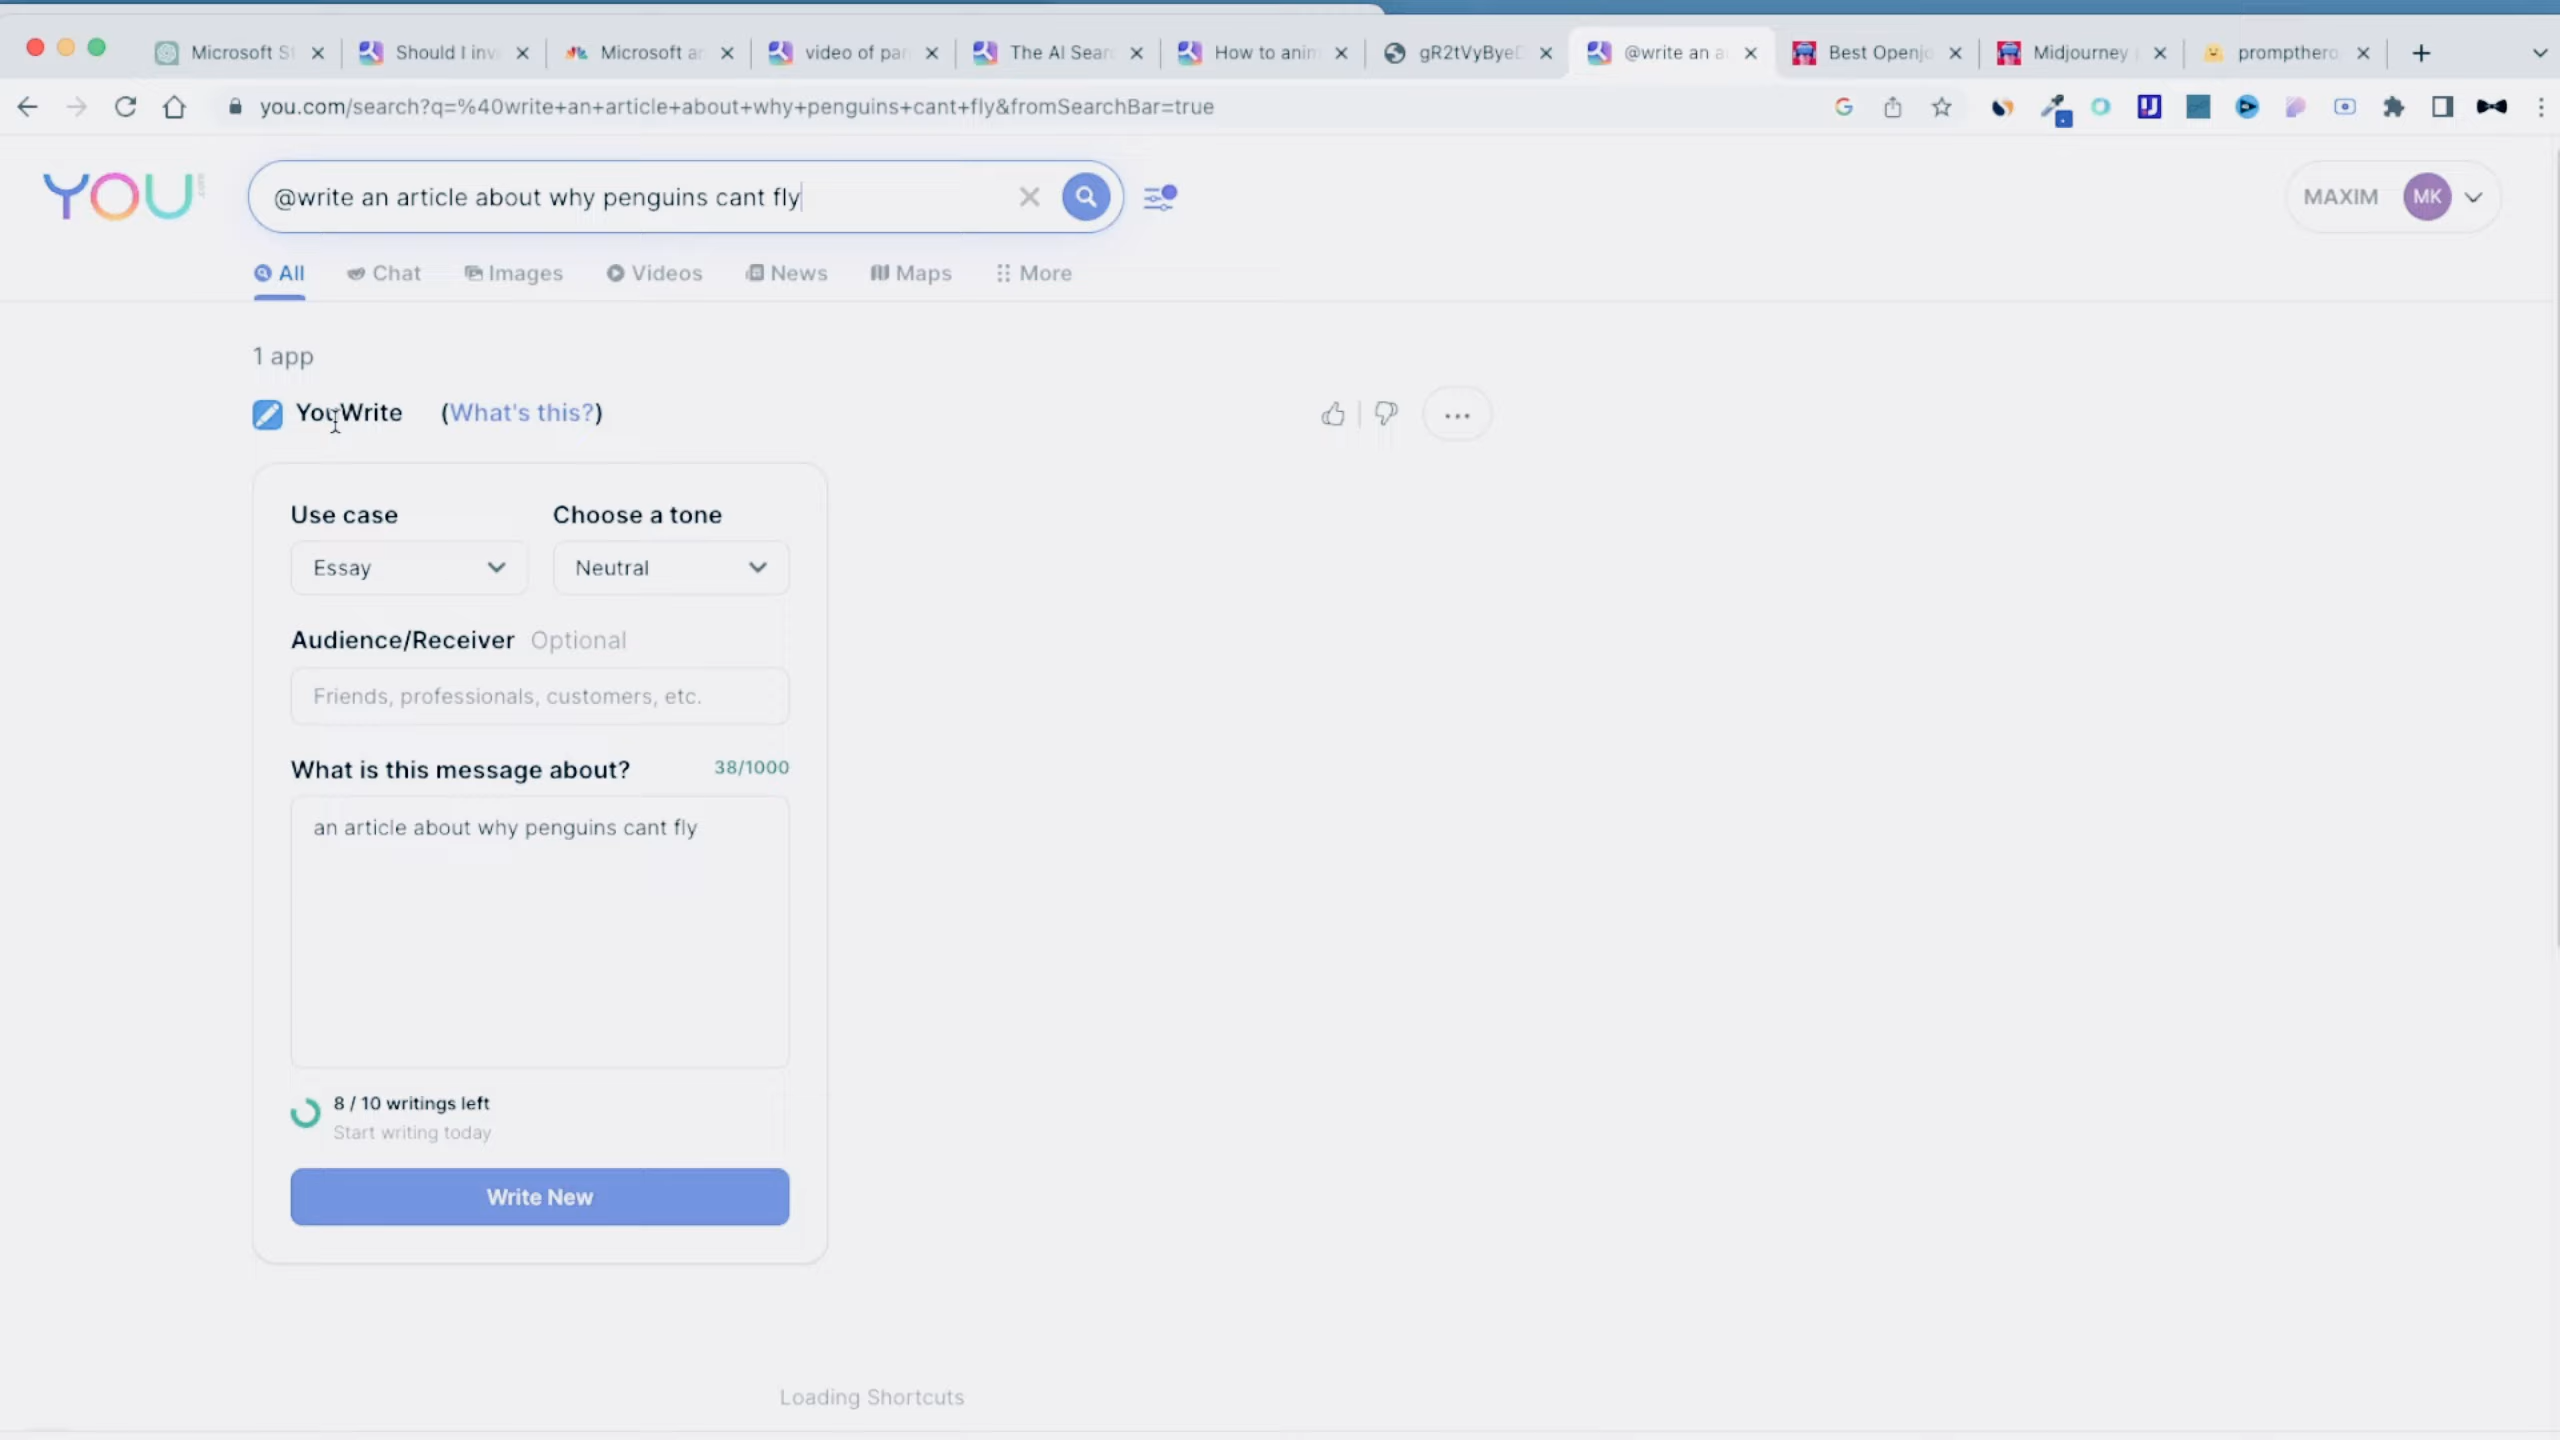 Microsoft St
Should I inv
Microsoft an
video of pan
The AI Sear
How to anim
gR2tVyByeD
@write an a
Best Openjo
Midjourney
prompthero
you.com/search?q=%40write+an+article+about+why+penguins+cant+fly&fromSearchBar=true
YOU
@write an article about why penguins cant fly
MAXIM MK
All Chat Images Videos News Maps More
1 app
YouWrite (What's this?)
Use case Choose a tone
Essay Neutral
Audience/Receiver Optional
Friends, professionals, customers, etc.
What is this message about? 38/1000
an article about why penguins cant fly
8 / 10 writings left
Start writing today
Write New
Loading Shortcuts